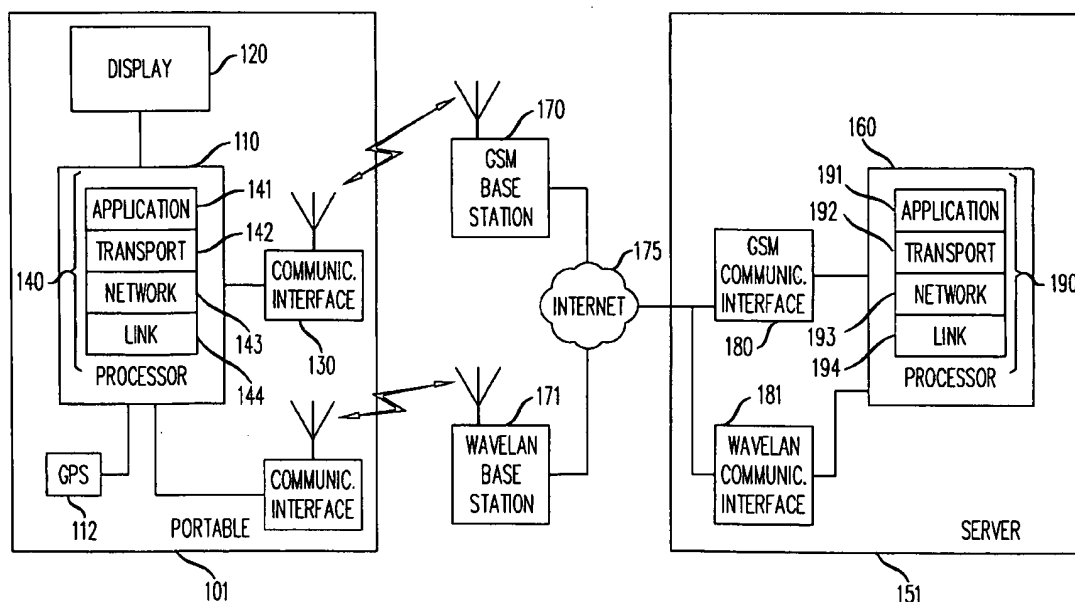 DISPLAY
120
110
140
APPLICATION
141
TRANSPORT
142
NETWORK
143
LINK
144
PROCESSOR
COMMUNIC.
INTERFACE
130
GPS
112
COMMUNIC.
INTERFACE
PORTABLE
101
170
GSM
BASE
STATION
175
INTERNET
171
WAVELAN
BASE
STATION
GSM
COMMUNIC.
INTERFACE
180
181
WAVELAN
COMMUNIC.
INTERFACE
160
190
191
APPLICATION
192
TRANSPORT
193
NETWORK
194
LINK
PROCESSOR
SERVER
151